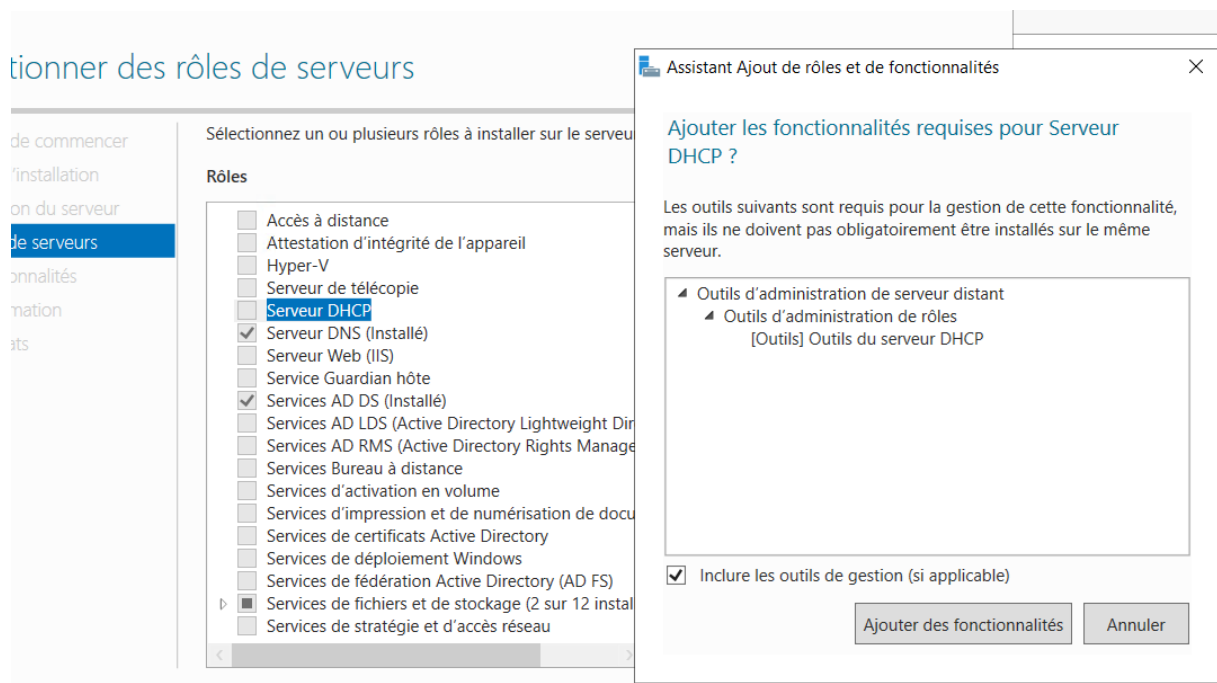 tionner des rôles de serveurs
de commencer
'installation
on du serveur
de serveurs
onnalités
mation
ats
Sélectionnez un ou plusieurs rôles à installer sur le serveu
Rôles
Accès à distance
Attestation d'intégrité de l'appareil
Hyper-V
Serveur de télécopie
Serveur DHCP
Serveur DNS (Installé)
Serveur Web (IIS)
Service Guardian hôte
Services AD DS (Installé)
Services AD LDS (Active Directory Lightweight Dir
Services AD RMS (Active Directory Rights Manage
Services Bureau à distance
Services d'activation en volume
Services d'impression et de numérisation de docu
Services de certificats Active Directory
Services de déploiement Windows
Services de fédération Active Directory (AD FS)
Services de fichiers et de stockage (2 sur 12 instal
Services de stratégie et d'accès réseau
Assistant Ajout de rôles et de fonctionnalités
Ajouter les fonctionnalités requises pour Serveur
DHCP ?
Les outils suivants sont requis pour la gestion de cette fonctionnalité,
mais ils ne doivent pas obligatoirement être installés sur le même
serveur.
Outils d'administration de serveur distant
Outils d'administration de rôles
[Outils] Outils du serveur DHCP
Inclure les outils de gestion (si applicable)
Ajouter des fonctionnalités
Annuler